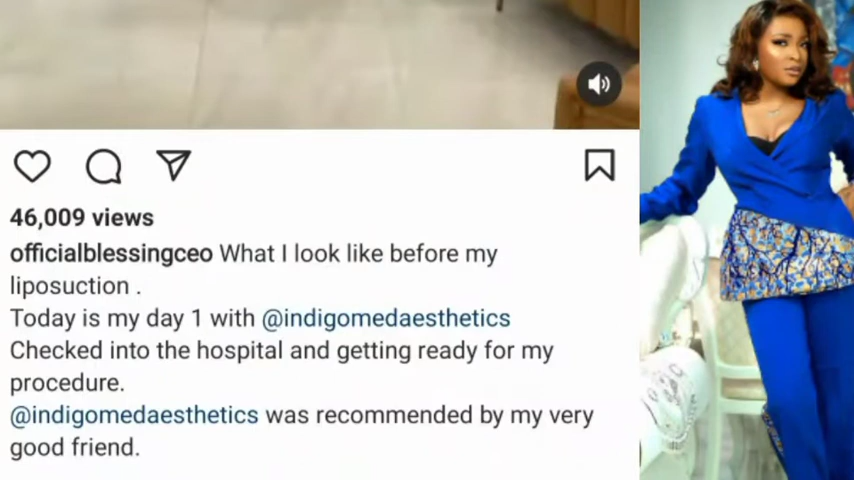 46,009 views
officialblessingceo What I look like before my
liposuction .
Today is my day 1 with @indigomedaesthetics
Checked into the hospital and getting ready for my
procedure.
@indigomedaesthetics was recommended by my very
good friend.